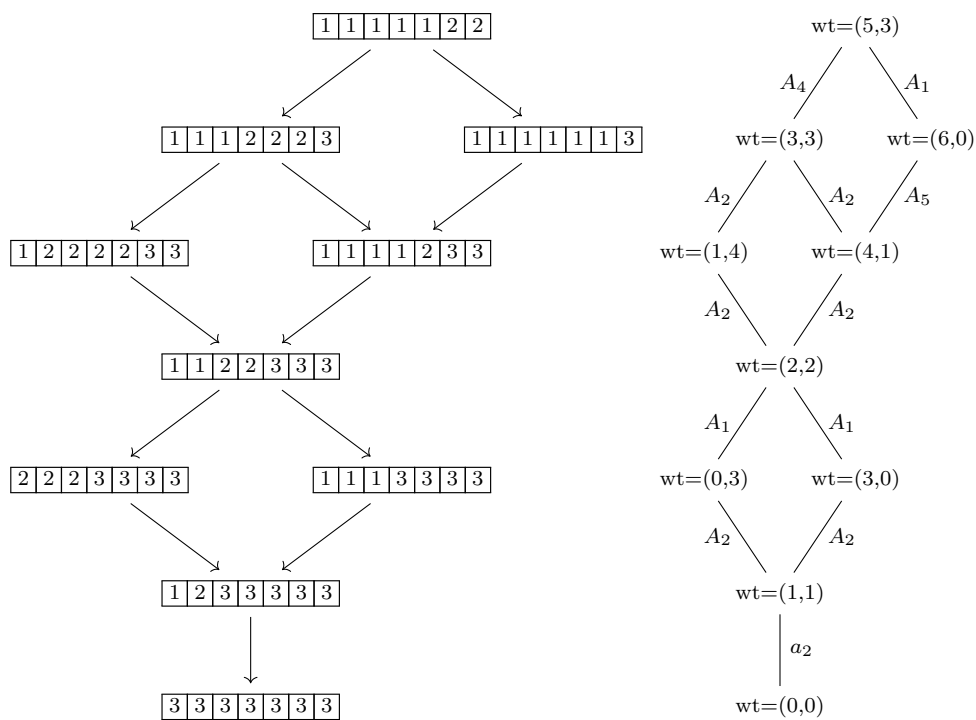 1 1 1 1 1 2 2 wt=(5,3)
A₄ A₁
1 1 1 2 2 2 3 1 1 1 1 1 1 3 wt=(3,3) wt=(6,0)
A₂ A₂ A₅
1 2 2 2 2 3 3 1 1 1 1 2 3 3 wt=(1,4) wt=(4,1)
A₂ A₂
1 1 2 2 3 3 3 wt=(2,2)
A₁ A₁
2 2 2 3 3 3 3 1 1 1 3 3 3 3 wt=(0,3) wt=(3,0)
A₂ A₂
1 2 3 3 3 3 3 wt=(1,1)
a₂
3 3 3 3 3 3 3 wt=(0,0)